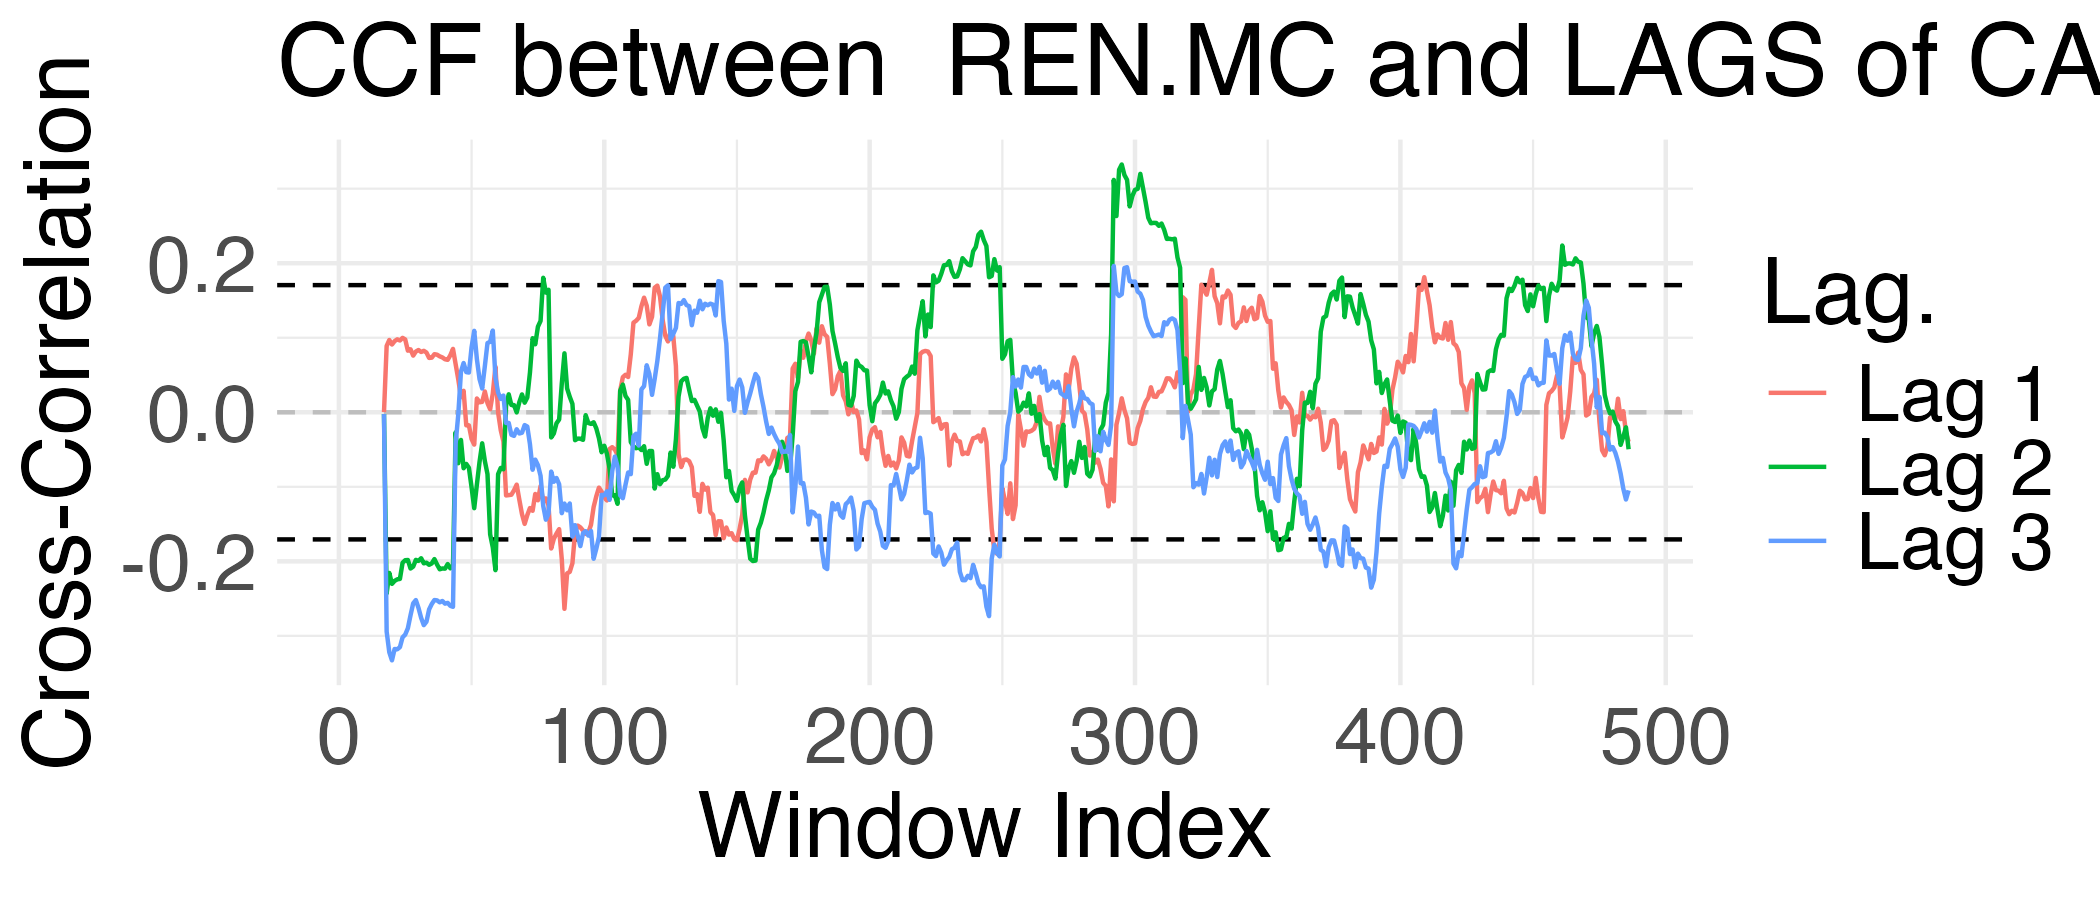 CCF between  REN.MC and LAGS of CA
Cross-Correlation
0.2
0.0
-0.2
0 100 200 300 400 500
Window Index
Lag.
Lag 1
Lag 2
Lag 3